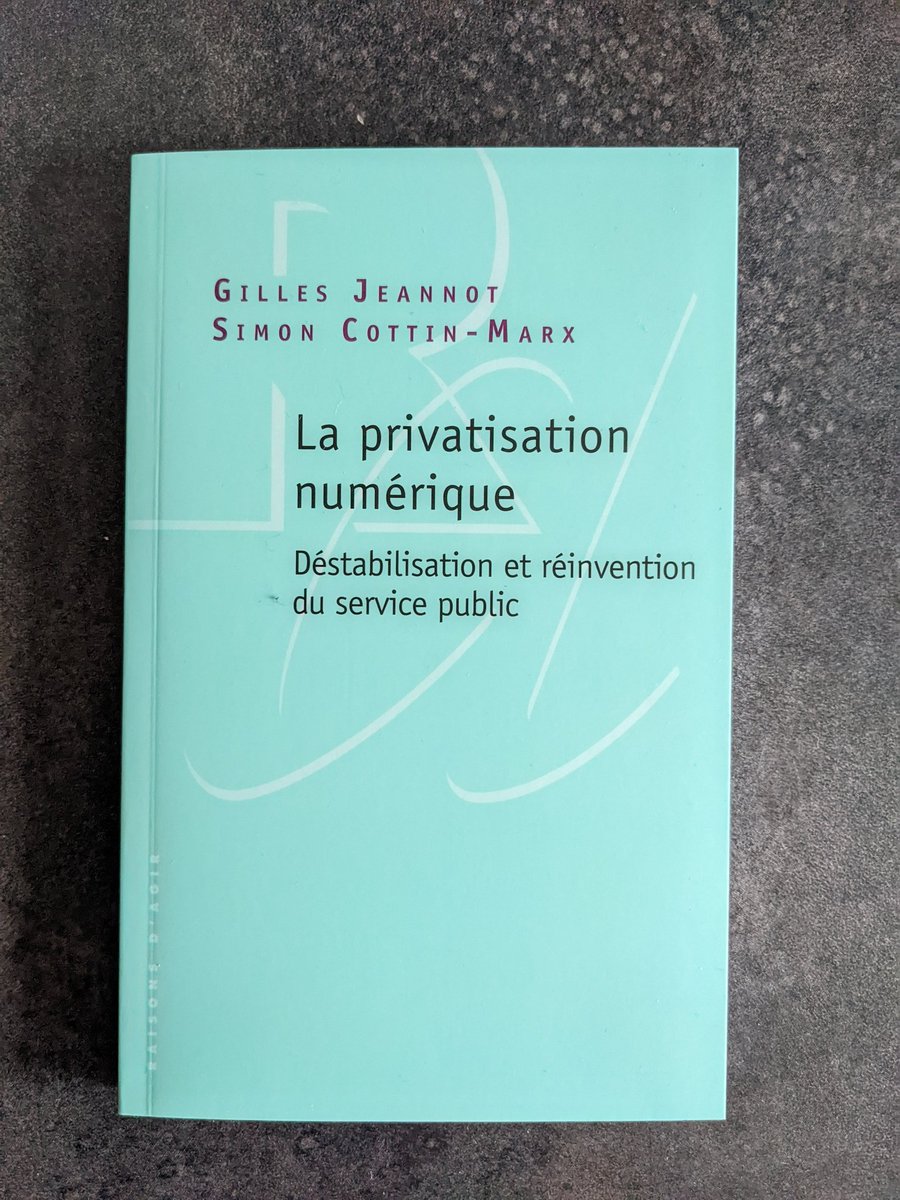 GILLES JEANNOT
SIMON COTTIN-MARX
La privatisation
numérique
Déstabilisation et réinvention
du service public
RAISONS D'AGIR